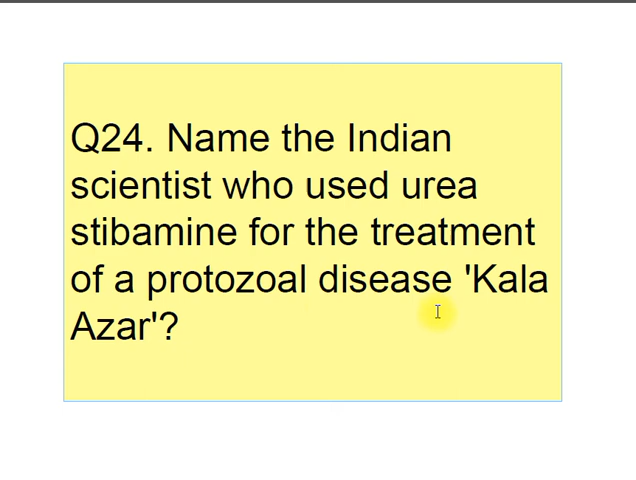 Q24. Name the Indian
scientist who used urea
stibamine for the treatment
of a protozoal disease 'Kala
Azar'?